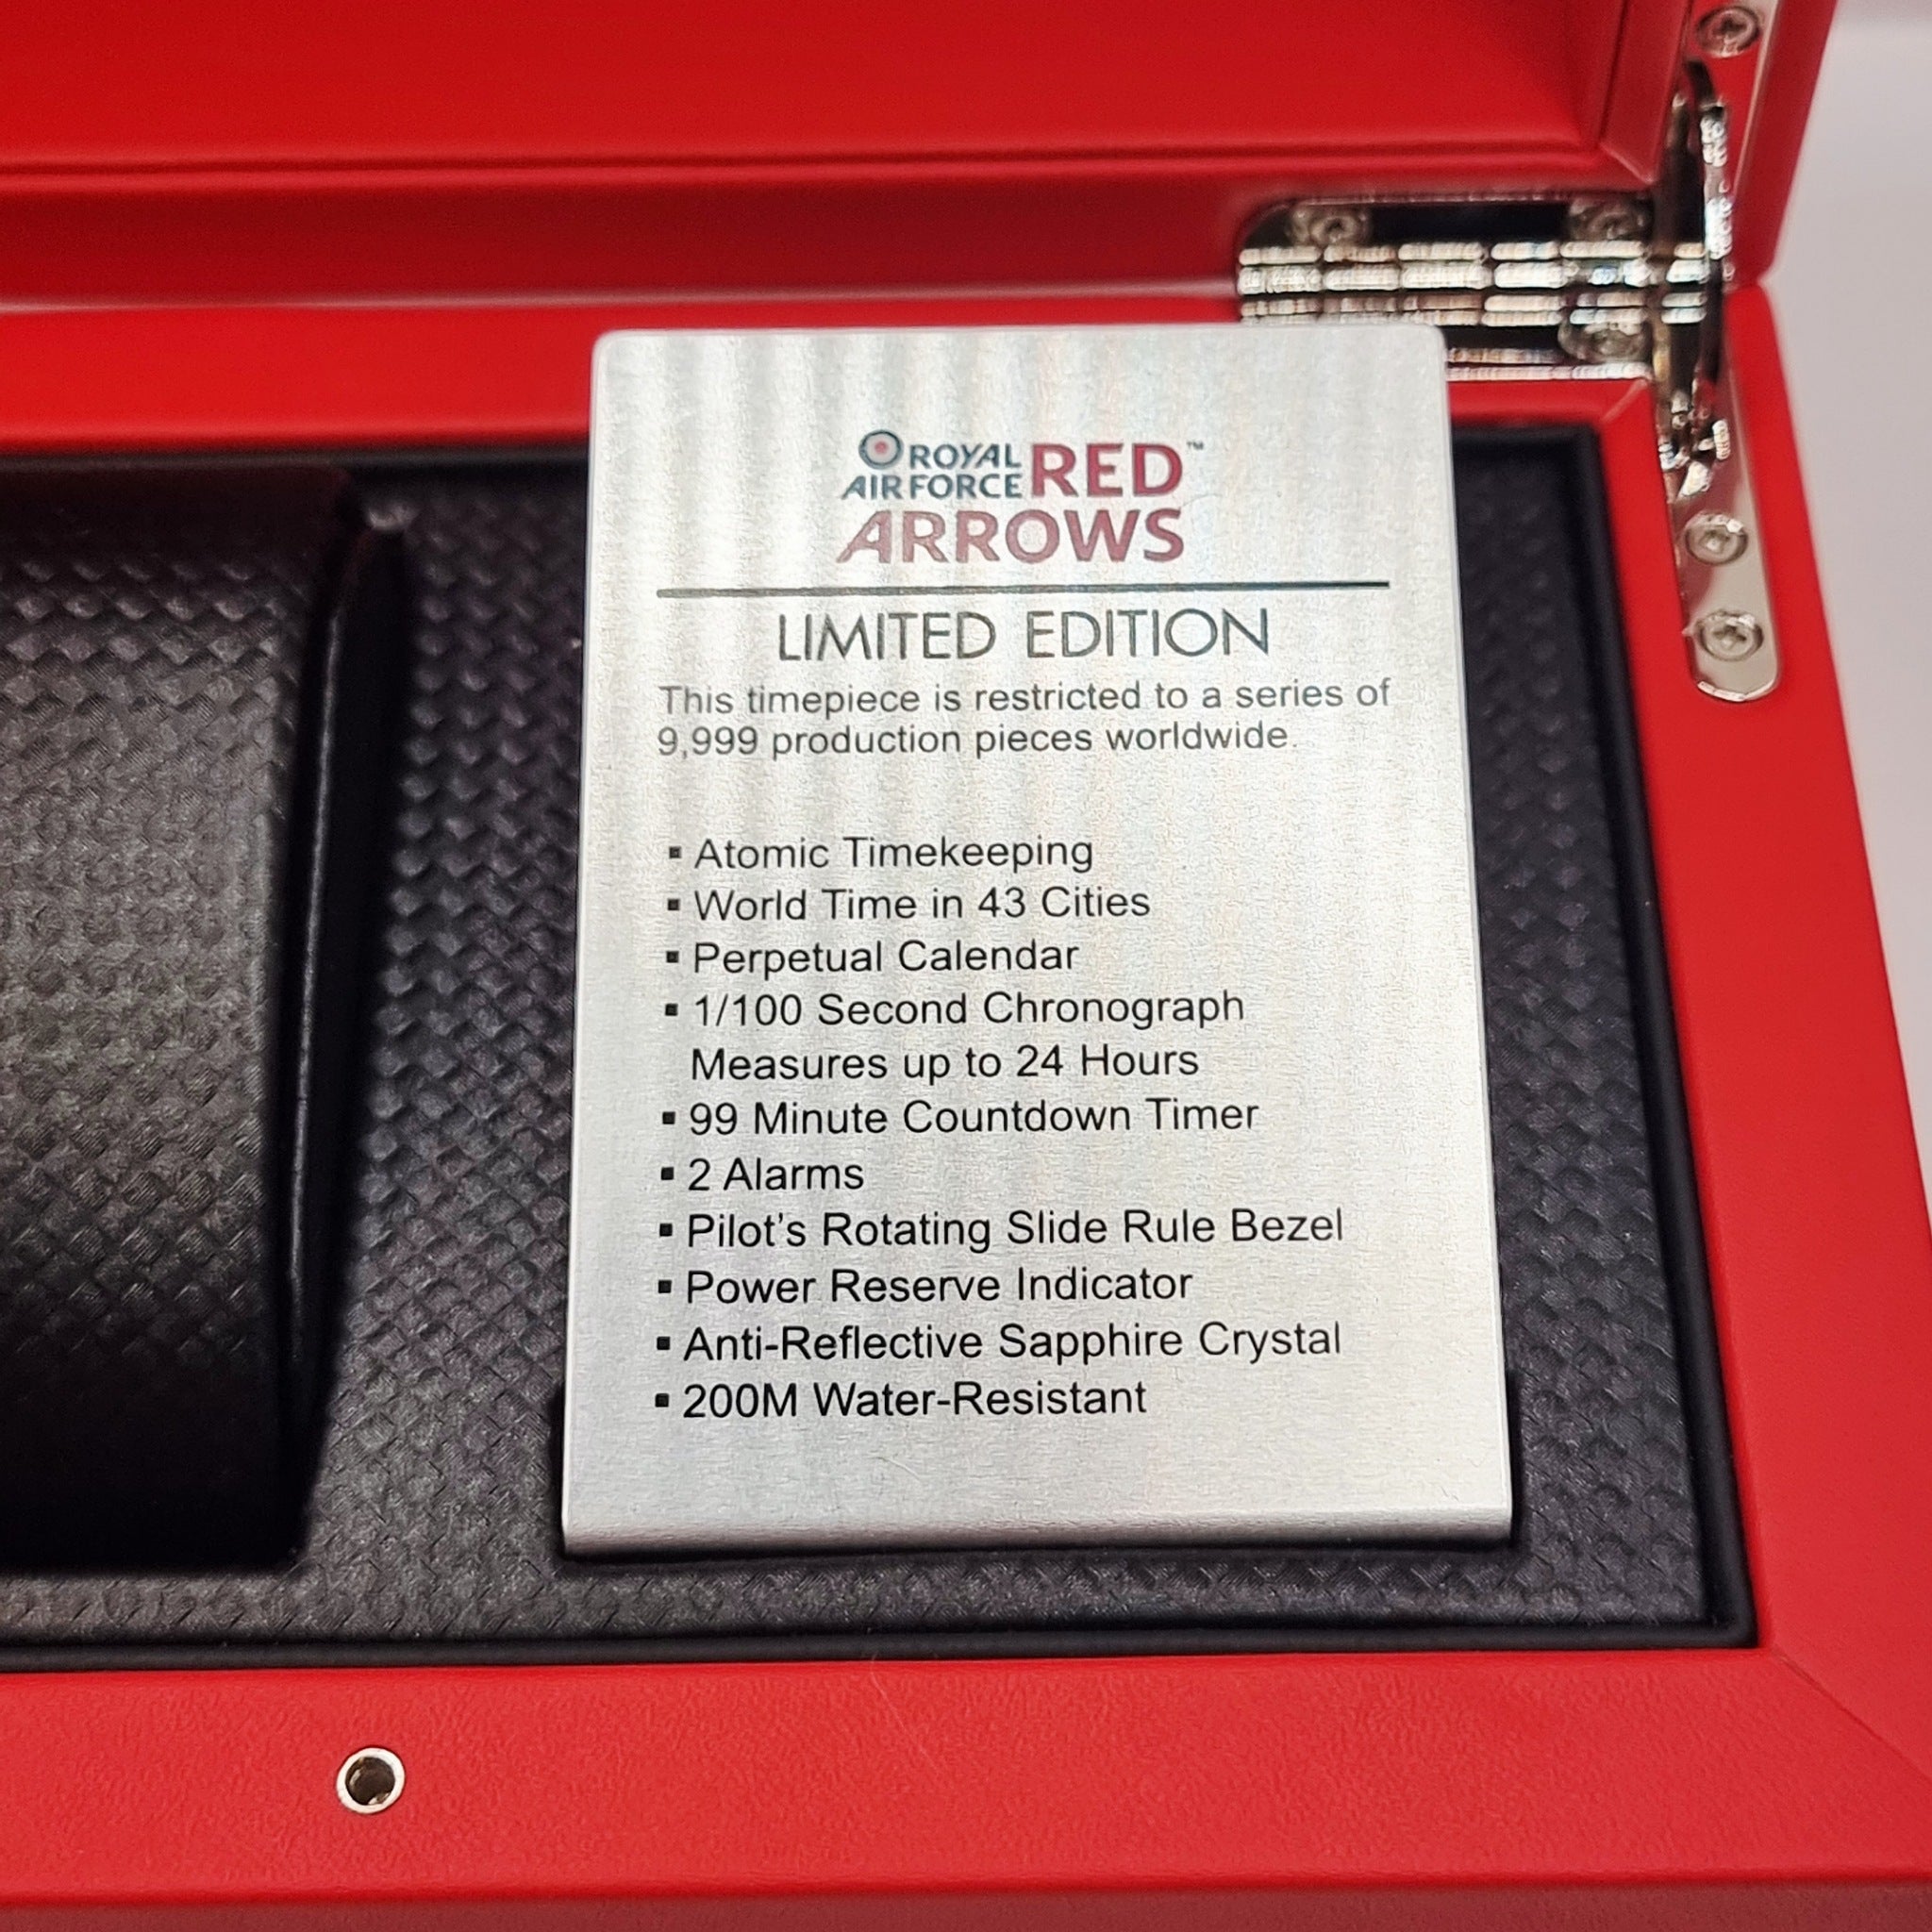 ROYAL AIR FORCE RED™
ARROWS
LIMITED EDITION
This timepiece is restricted to a series of
9,999 production pieces worldwide.
▪ Atomic Timekeeping
▪ World Time in 43 Cities
▪ Perpetual Calendar
▪ 1/100 Second Chronograph
Measures up to 24 Hours
▪ 99 Minute Countdown Timer
▪ 2 Alarms
▪ Pilot's Rotating Slide Rule Bezel
▪ Power Reserve Indicator
▪ Anti-Reflective Sapphire Crystal
▪ 200M Water-Resistant